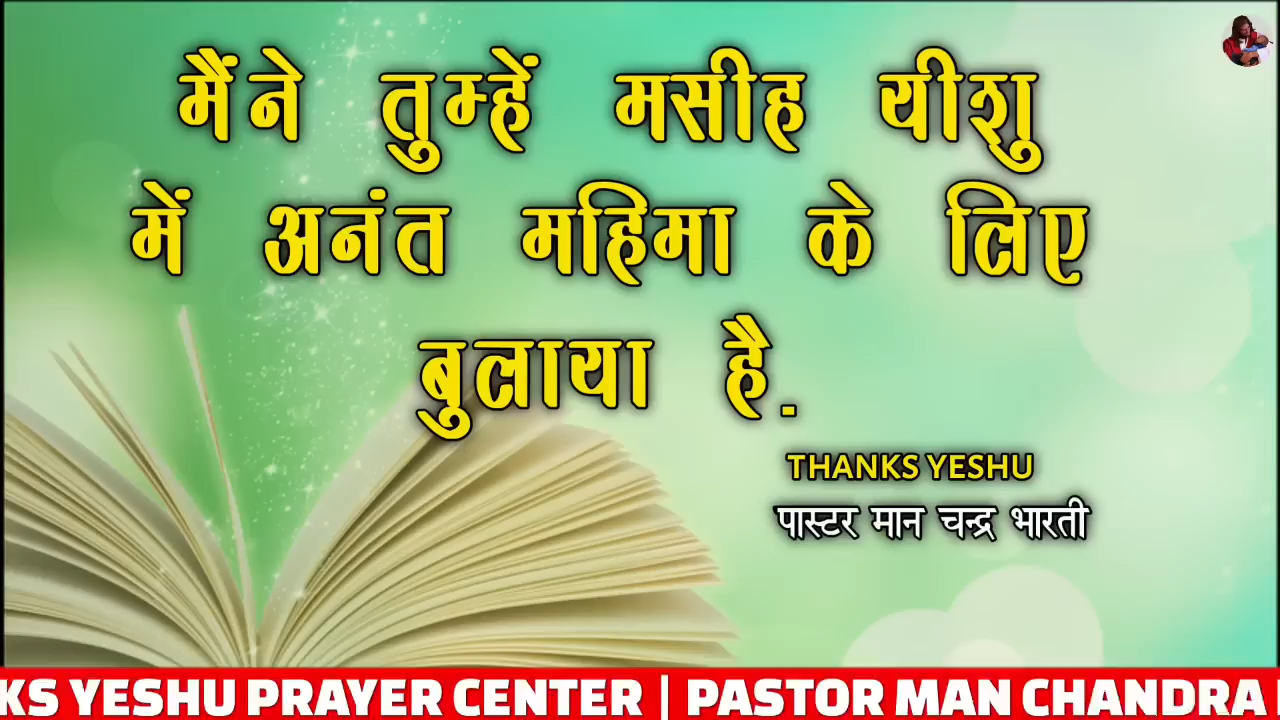 मैंने तुम्हें मसीह यीशु
में अनंत महिमा के लिए
बुलाया है.
THANKS YESHU
पास्टर मान चन्द्र भारती
KS YESHU PRAYER CENTER | PASTOR MAN CHANDRA